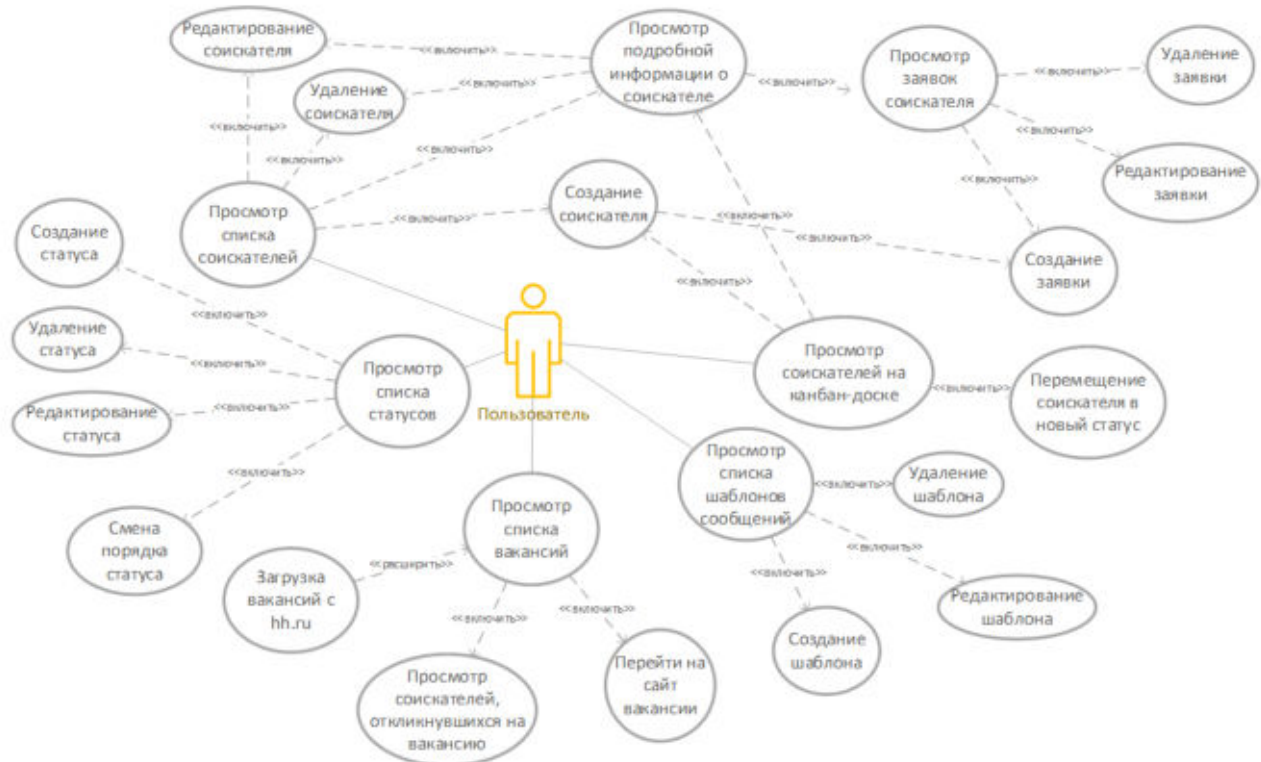 Редактирование
соискателя
<<включить>>
Просмотр
подробной
информации о
соискателе
<<включить>>
Просмотр
заявок
соискателя
<<включить>>
Удаление
заявки
Удаление
соискателя
<<включить>>
<<включить>>
<<включить>>
<<включить>>
<<включить>>
<<включить>>
Редактирование
заявки
Просмотр
списка
соискателей
<<включить>>
Создание
соискателя
<<включить>>
<<включить>>
<<включить>>
Создание
статуса
<<включить>>
Создание
заявки
<<включить>>
Удаление
статуса
<<включить>>
Просмотр
списка
статусов
Пользователь
Просмотр
соискателей на
канбан-доске
<<включить>>
Перемещение
соискателя в
новый статус
Редактирование
статуса
<<включить>>
<<включить>>
Смена
порядка
статуса
Просмотр
списка
вакансий
Просмотр
списка
шаблонов
сообщений
<<включить>>
Удаление
шаблона
<<включить>>
<<включить>>
Редактирование
шаблона
Создание
шаблона
Загрузка
вакансий с
hh.ru
<<расширить>>
<<включить>>
<<включить>>
Просмотр
соискателей,
откликнувшихся на
вакансию
Перейти на
сайт
вакансии